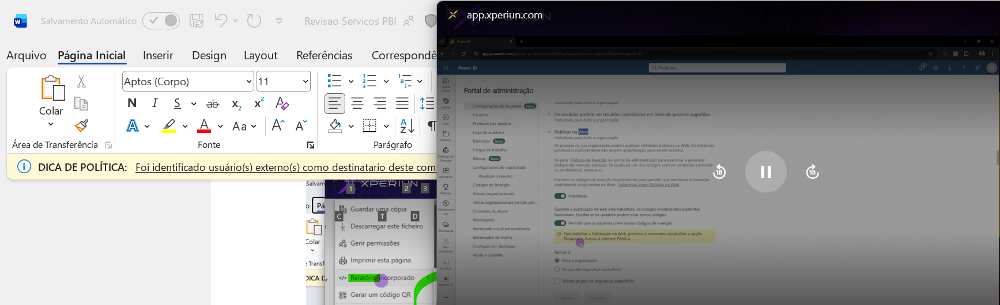 Salvamento Automático
Revisao Servicos PBI
Arquivo Página Inicial Inserir Design Layout Referências Correspondê
Colar
Aptos (Corpo) 11
N I S ab x₂ x²
A A Aa A A
Área de Transferência Fonte Parágrafo
DICA DE POLÍTICA: Foi identificado usuário(s) externo(s) como destinatario deste com
Salvam
Pá
Colar
e Transf
DICA D
XPERIUN
1 2 3
Guardar uma cópia
C T D
Descarregar este ficheiro
Gerir permissões
Imprimir esta página
Relatório incorporado
Gerar um código QR
app.xperiun.com
Power BI
app.powerbi.com/admin-portal/tenantSettings?experience=power-bi&clientSideAuth=0
Power BI
Pesquisar
Página inicial
Copilot
Criar
Procurar
Catálogo do OneLake
Aplicativos
Métricas
Workspaces
Meu workspace
Portal de administração
Configurações de locatário Novo
Usuários
Premium por usuário
Logs de auditoria
Domínios Novo
Cargas de trabalho
Marcas Novo
Configurações de capacidade
Atualizar o resumo
Códigos de Inserção
Visuais organizacionais
Temas organizacionais (versão pré...
Conexões do Azure
Workspaces
Identidade visual personalizada
Identidades de malha
Conteúdo em destaque
Ajuda + suporte
Habilitado para toda a organização
Os usuários podem ver usuários convidados em listas de pessoas sugeridas
Habilitado para toda a organização
Publicar na Web
Habilitado para toda a organização
As pessoas na sua organização podem publicar relatórios públicos na Web. Os relatórios
publicados publicamente não exigem autenticação para serem exibidos.
Vá para Códigos de Inserção no portal de administração para examinar e gerenciar
códigos de inserção públicos. Se qualquer um dos códigos contiver conteúdo particular
ou confidencial, remova-o.
Examine os códigos de inserção regularmente para garantir que nenhuma informação
confidencial esteja online na Web. Saiba mais sobre Publicar na Web
Habilitada
Quando a publicação na web está habilitada, os códigos incorporados existentes
funcionam. Escolha se os usuários podem criar novos códigos
Permitir que os usuários criem novos códigos de inserção
Para habilitar a Publicação na Web, primeiro é necessário desabilitar a opção
Bloquear o Acesso à Internet Pública.
Aplicar a:
Toda a organização
Grupos de segurança específicos
Exceto grupos de segurança específicos
Aplicar Cancelar
10 10